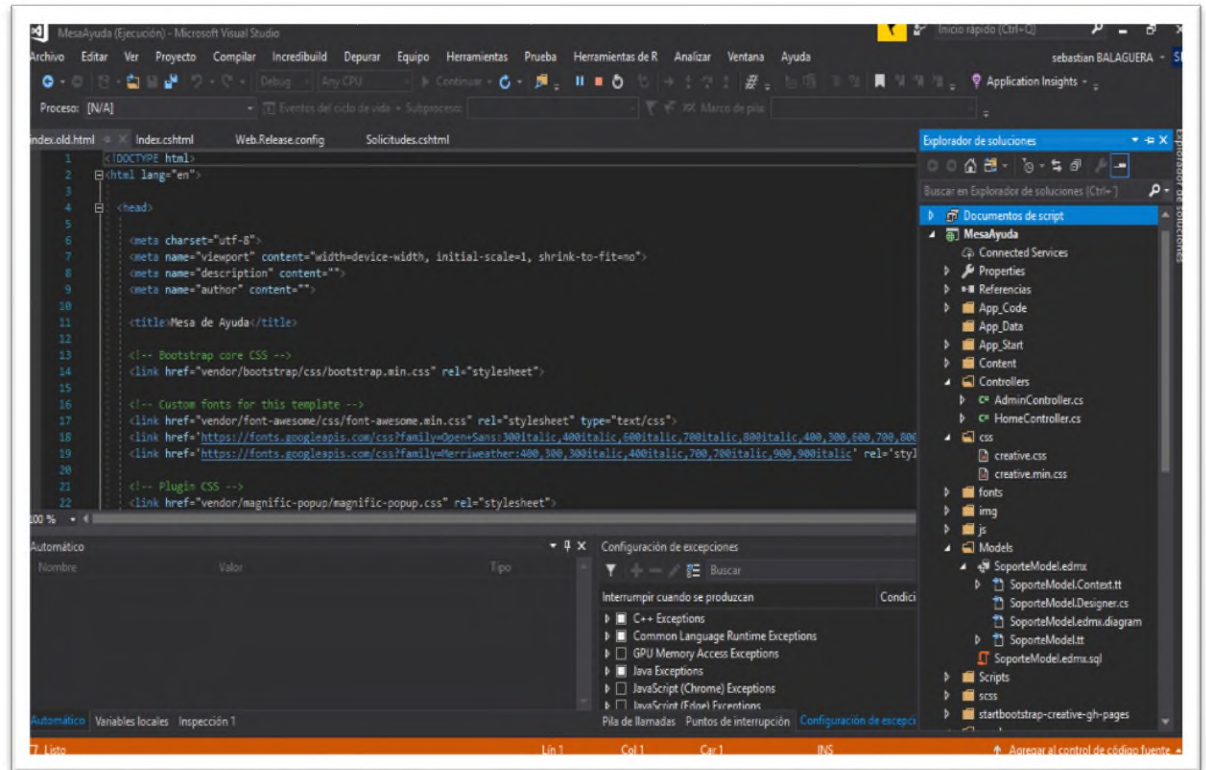 MesaAyuda (Ejecución) - Microsoft Visual Studio
Inicio rápido (Ctrl+Q)
Archivo Editar Ver Proyecto Compilar Incredibuild Depurar Equipo Herramientas Prueba Herramientas de R Analizar Ventana Ayuda
sebastian BALAGUERA
Debug Any CPU Continuar Application Insights
Proceso: [N/A] Eventos del ciclo de vida Subproceso: Marco de pila:
index.old.html Index.cshtml Web.Release.config Solicitudes.cshtml
1 <!DOCTYPE html>
2 <html lang="en">
3
4 <head>
5
6 <meta charset="utf-8">
7 <meta name="viewport" content="width=device-width, initial-scale=1, shrink-to-fit=no">
8 <meta name="description" content="">
9 <meta name="author" content="">
10
11 <title>Mesa de Ayuda</title>
12
13 <!-- Bootstrap core CSS -->
14 <link href="vendor/bootstrap/css/bootstrap.min.css" rel="stylesheet">
15
16 <!-- Custom fonts for this template -->
17 <link href="vendor/font-awesome/css/font-awesome.min.css" rel="stylesheet" type="text/css">
18 <link href='https://fonts.googleapis.com/css?family=Open+Sans:300italic,400italic,600italic,700italic,800italic,400,300,600,700,800
19 <link href='https://fonts.googleapis.com/css?family=Merriweather:400,300,300italic,400italic,700,700italic,900,900italic' rel='styl
20
21 <!-- Plugin CSS -->
22 <link href="vendor/magnific-popup/magnific-popup.css" rel="stylesheet">
100 %
Automático
Nombre Valor Tipo
Automático Variables locales Inspección 1
Configuración de excepciones
Buscar
Interrumpir cuando se produzcan Condici
C++ Exceptions
Common Language Runtime Exceptions
GPU Memory Access Exceptions
Java Exceptions
JavaScript (Chrome) Exceptions
JavaScript (Edge) Exceptions
Pila de llamadas Puntos de interrupción Configuración de excepci
Explorador de soluciones
Buscar en Explorador de soluciones (Ctrl+ )
Documentos de script
MesaAyuda
Connected Services
Properties
Referencias
App_Code
App_Data
App_Start
Content
Controllers
AdminController.cs
HomeController.cs
css
creative.css
creative.min.css
fonts
img
js
Models
SoporteModel.edmx
SoporteModel.Context.tt
SoporteModel.Designer.cs
SoporteModel.edmx.diagram
SoporteModel.tt
SoporteModel.edmx.sql
Scripts
scss
startbootstrap-creative-gh-pages
Explorador de soluciones
Listo Lín 1 Col 1 Car 1 INS Agregar al control de código fuente